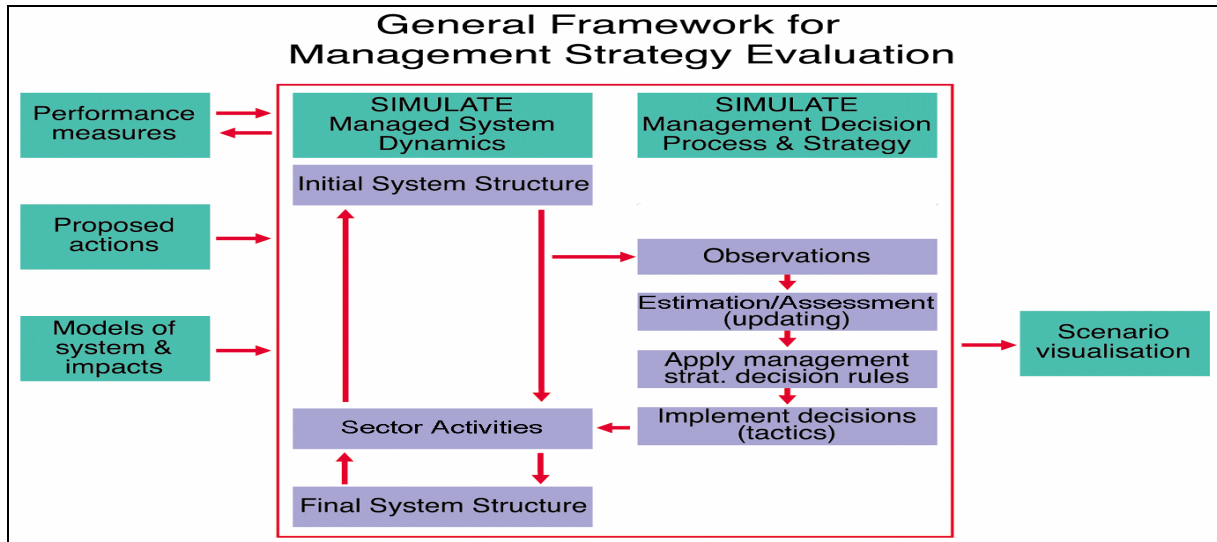 General Framework for
Management Strategy Evaluation
Performance
measures
Proposed
actions
Models of
system &
impacts
SIMULATE
Managed System
Dynamics
Initial System Structure
Sector Activities
Final System Structure
SIMULATE
Management Decision
Process & Strategy
Observations
Estimation/Assessment
(updating)
Apply management
strat. decision rules
Implement decisions
(tactics)
Scenario
visualisation